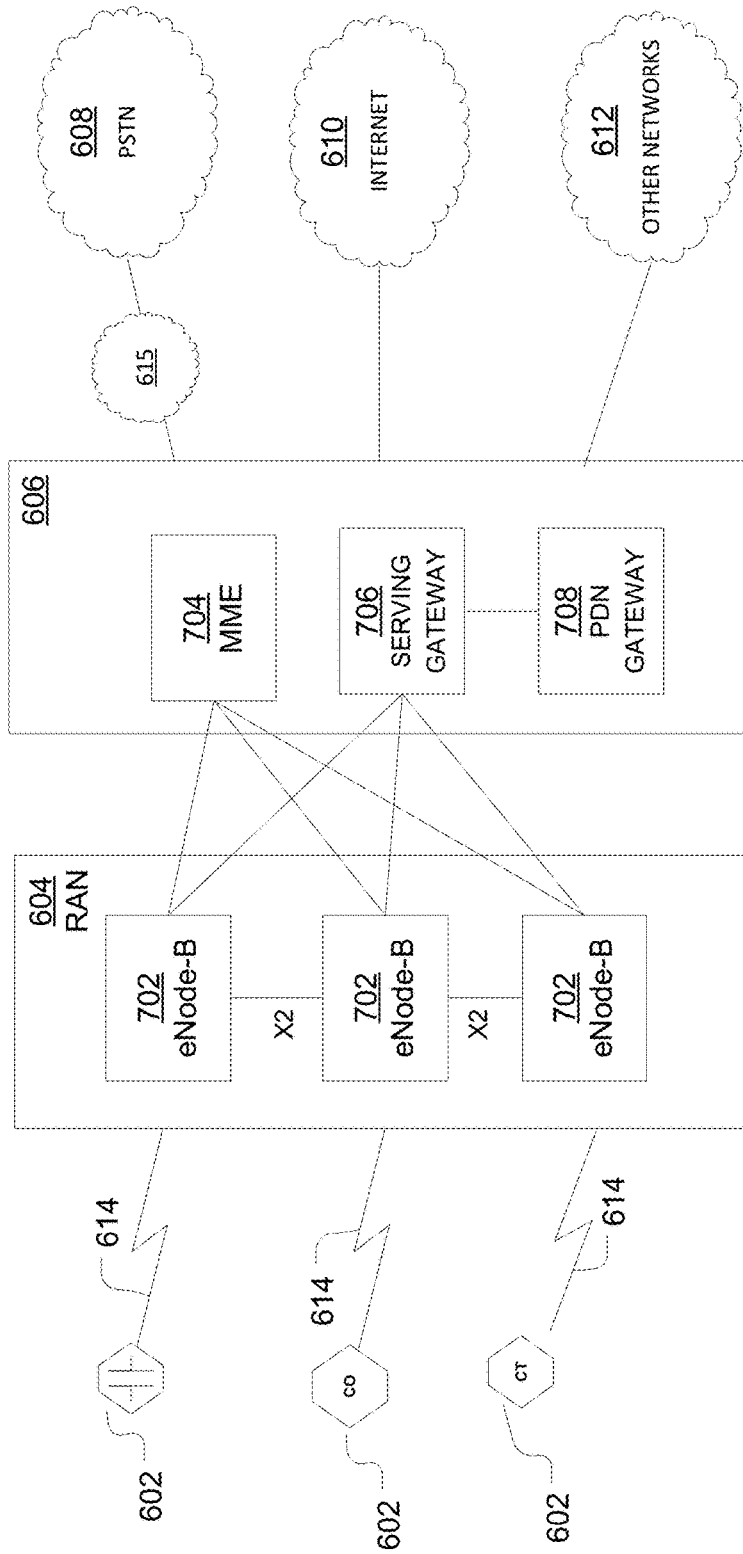 602
614
602
CO
614
602
CT
614
604
RAN
702
eNode-B
X2
702
eNode-B
X2
702
eNode-B
606
704
MME
706
SERVING
GATEWAY
708
PDN
GATEWAY
615
608
PSTN
610
INTERNET
612
OTHER NETWORKS